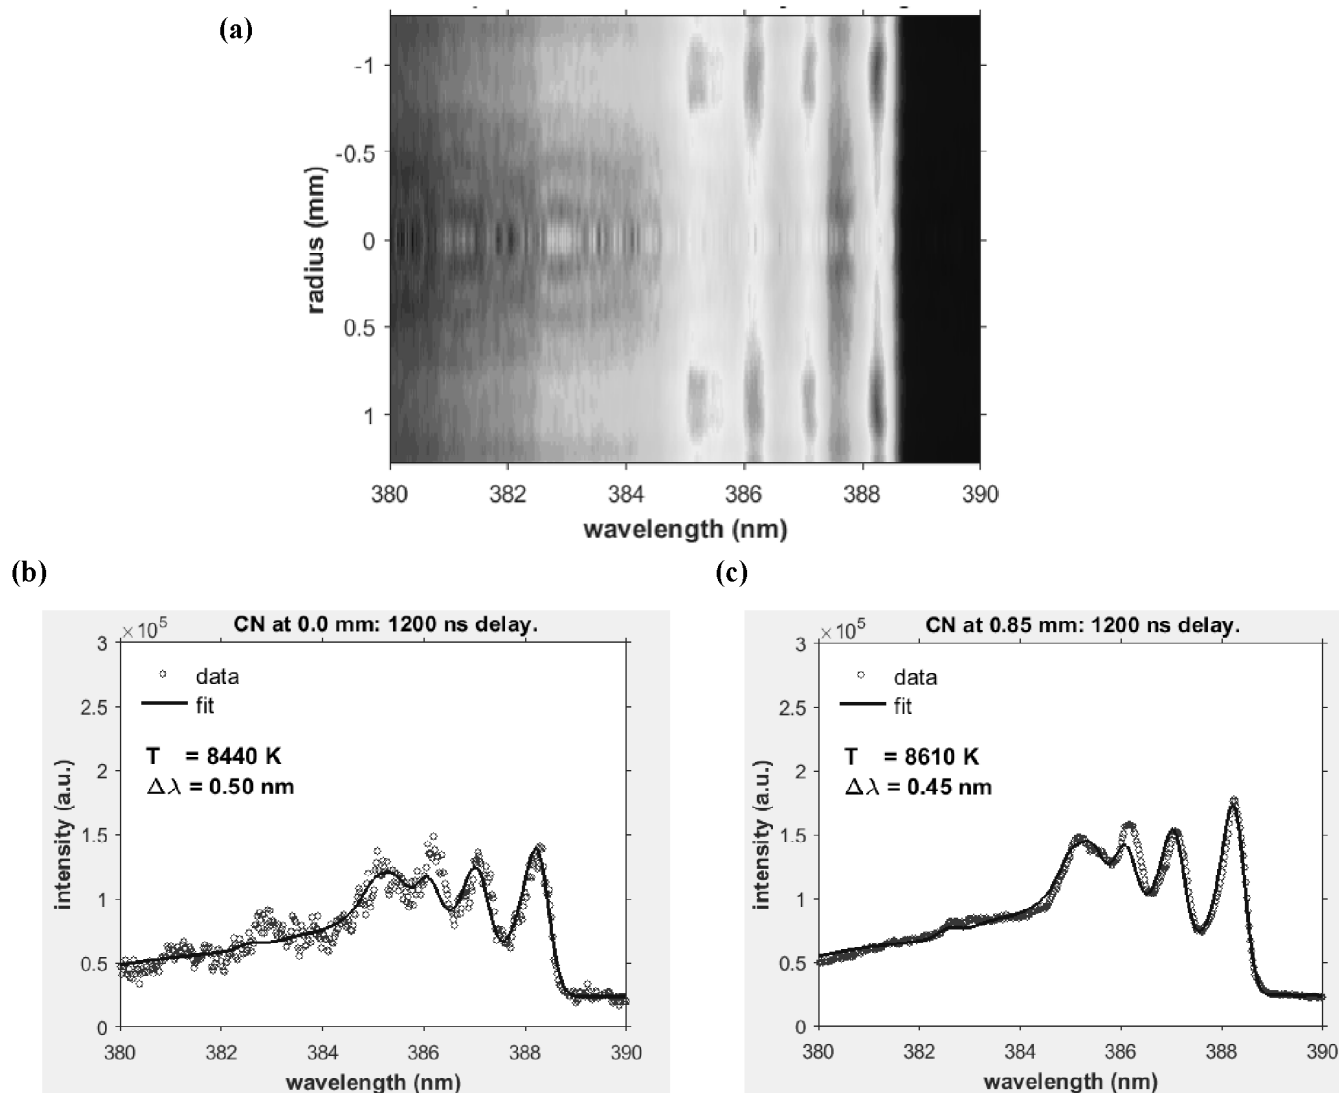 (a)
-1
-0.5
0
0.5
1
radius (mm)
380 382 384 386 388 390
wavelength (nm)
(b)
(c)
×10⁵
CN at 0.0 mm: 1200 ns delay.
3
2.5
2
1.5
1
0.5
0
intensity (a.u.)
data
fit
T = 8440 K
Δλ = 0.50 nm
380 382 384 386 388 390
wavelength (nm)
×10⁵
CN at 0.85 mm: 1200 ns delay.
3
2.5
2
1.5
1
0.5
0
intensity (a.u.)
data
fit
T = 8610 K
Δλ = 0.45 nm
380 382 384 386 388 390
wavelength (nm)